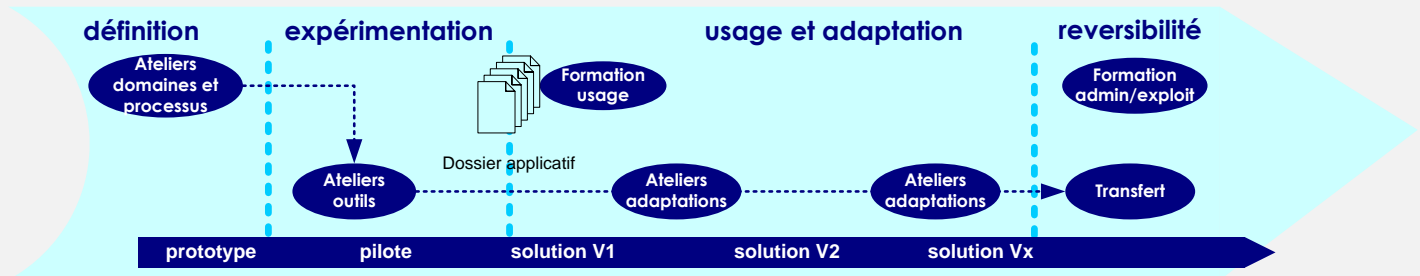 définition
expérimentation
usage et adaptation
reversibilité
Ateliers
domaines et
processus
Formation
usage
Formation
admin/exploit
Dossier applicatif
Ateliers
outils
Ateliers
adaptations
Ateliers
adaptations
Transfert
prototype
pilote
solution V1
solution V2
solution Vx